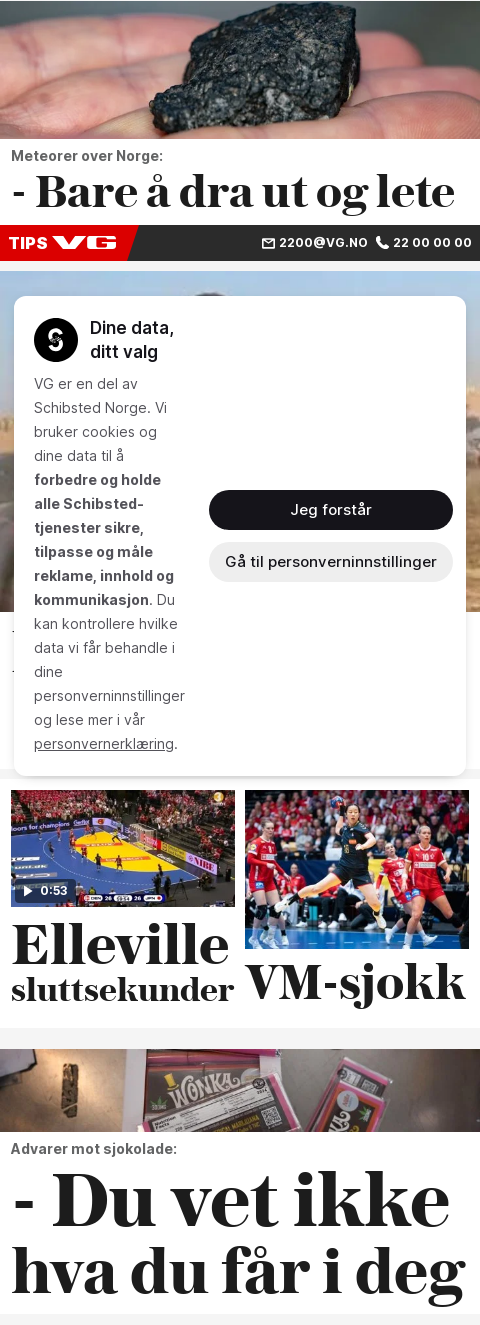 Meteorer over Norge:
- Bare å dra ut og lete
TIPS VG
2200@VG.NO 22 00 00 00
Dine data,
ditt valg
VG er en del av
Schibsted Norge. Vi
bruker cookies og
dine data til å
forbedre og holde
alle Schibsted-
tjenester sikre,
tilpasse og måle
reklame, innhold og
kommunikasjon. Du
kan kontrollere hvilke
data vi får behandle i
dine
personverninnstillinger
og lese mer i vår
personvernerklæring.
Jeg forstår
Gå til personverninnstillinger
0:53
Elleville
sluttsekunder
VM-sjokk
WONKA
Advarer mot sjokolade:
- Du vet ikke
hva du får i deg